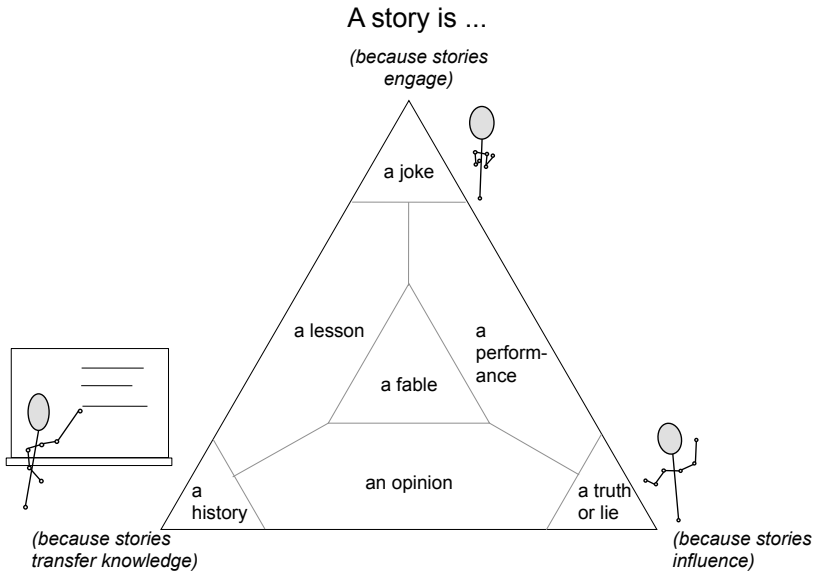 A story is ...
(because stories
engage)
a joke
a lesson
a
perform-
ance
a fable
an opinion
a
history
a truth
or lie
(because stories
transfer knowledge)
(because stories
influence)